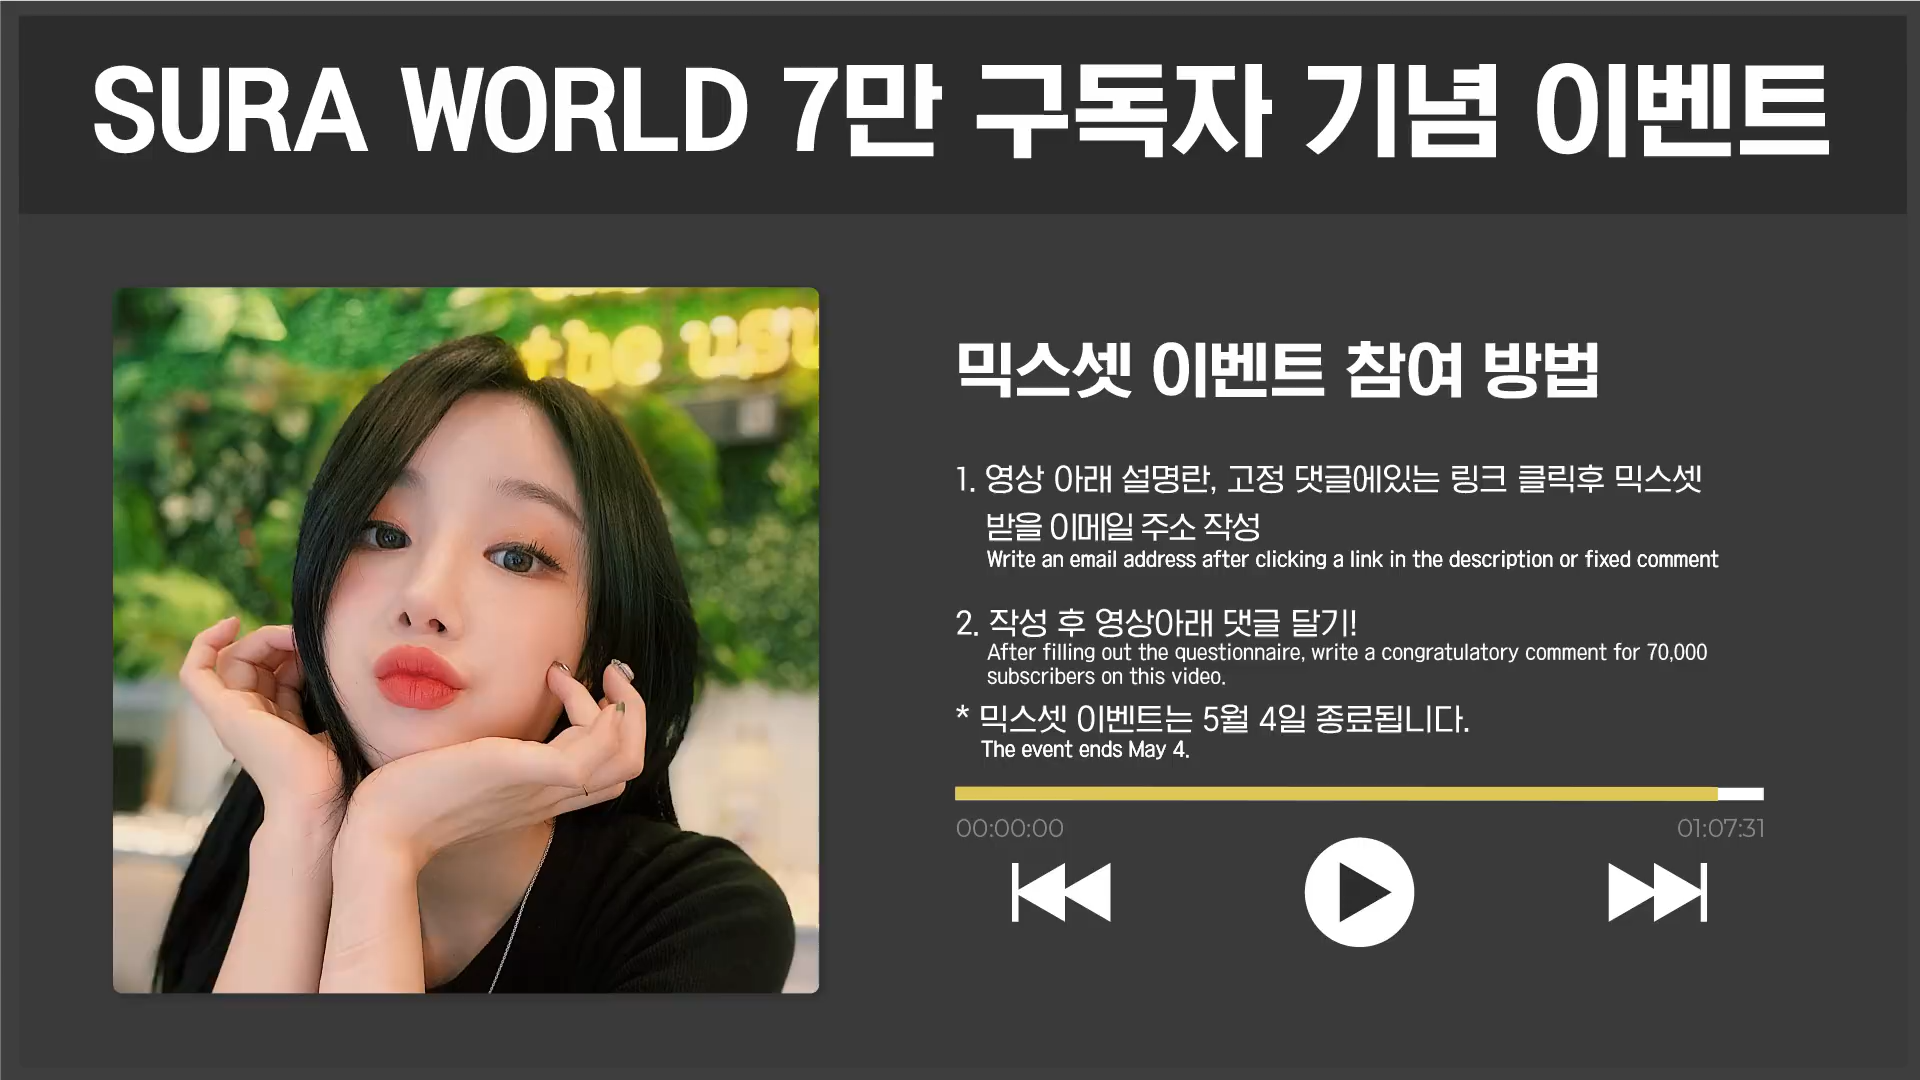 SURA WORLD 7만 구독자 기념 이벤트
the usu
믹스셋 이벤트 참여 방법
1. 영상 아래 설명란, 고정 댓글에있는 링크 클릭후 믹스셋
받을 이메일 주소 작성
Write an email address after clicking a link in the description or fixed comment
2. 작성 후 영상아래 댓글 달기!
After filling out the questionnaire, write a congratulatory comment for 70,000
subscribers on this video.
* 믹스셋 이벤트는 5월 4일 종료됩니다.
The event ends May 4.
00:00:00 01:07:31